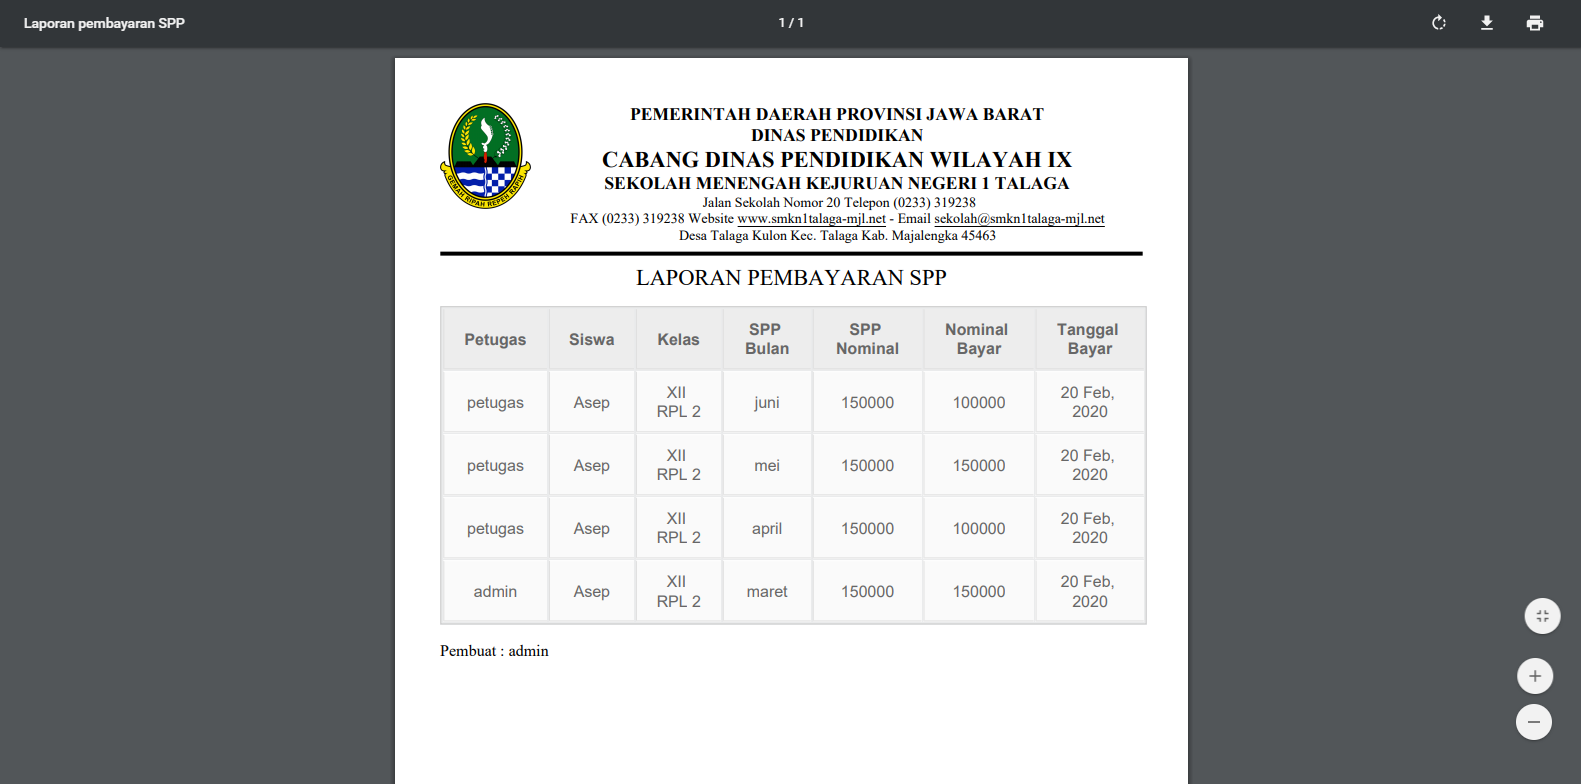 Laporan pembayaran SPP
1 / 1
PEMERINTAH DAERAH PROVINSI JAWA BARAT
DINAS PENDIDIKAN
CABANG DINAS PENDIDIKAN WILAYAH IX
SEKOLAH MENENGAH KEJURUAN NEGERI 1 TALAGA
Jalan Sekolah Nomor 20 Telepon (0233) 319238
FAX (0233) 319238 Website www.smkn1talaga-mjl.net - Email sekolah@smkn1talaga-mjl.net
Desa Talaga Kulon Kec. Talaga Kab. Majalengka 45463
GEMAH RIPAH REPEH RAPIH
LAPORAN PEMBAYARAN SPP
Petugas Siswa Kelas SPP Bulan SPP Nominal Nominal Bayar Tanggal Bayar
petugas Asep XII RPL 2 juni 150000 100000 20 Feb, 2020
petugas Asep XII RPL 2 mei 150000 150000 20 Feb, 2020
petugas Asep XII RPL 2 april 150000 100000 20 Feb, 2020
admin Asep XII RPL 2 maret 150000 150000 20 Feb, 2020
Pembuat : admin